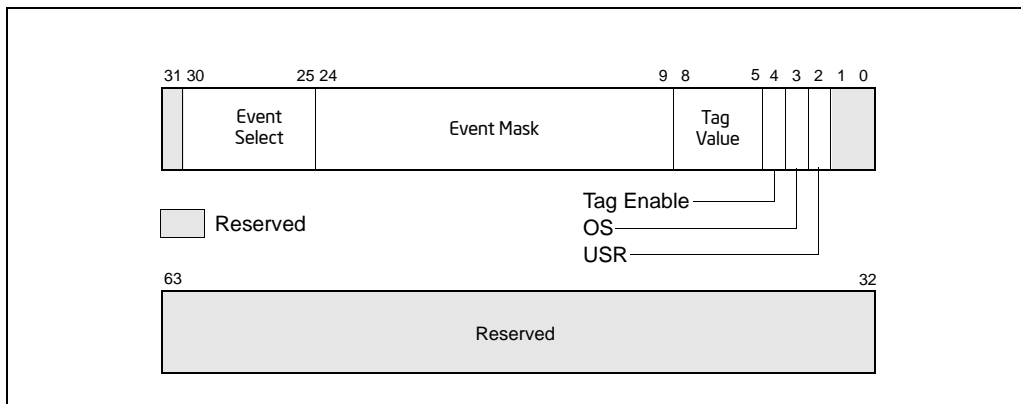 31 30 25 24 9 8 5 4 3 2 1 0
Event
Select
Event Mask
Tag
Value
Tag Enable
OS
USR
Reserved
63 32
Reserved